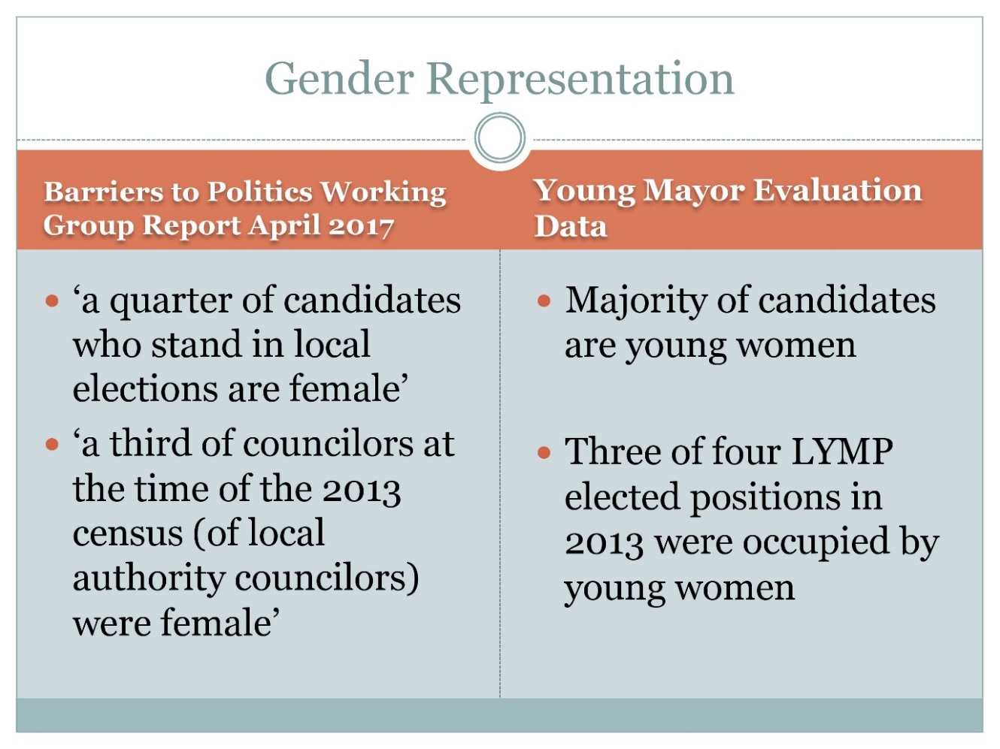 Gender Representation
Barriers to Politics Working
Group Report April 2017
• ‘a quarter of candidates
who stand in local
elections are female’
• ‘a third of councilors at
the time of the 2013
census (of local
authority councilors)
were female’
Young Mayor Evaluation
Data
• Majority of candidates
are young women
• Three of four LYMP
elected positions in
2013 were occupied by
young women